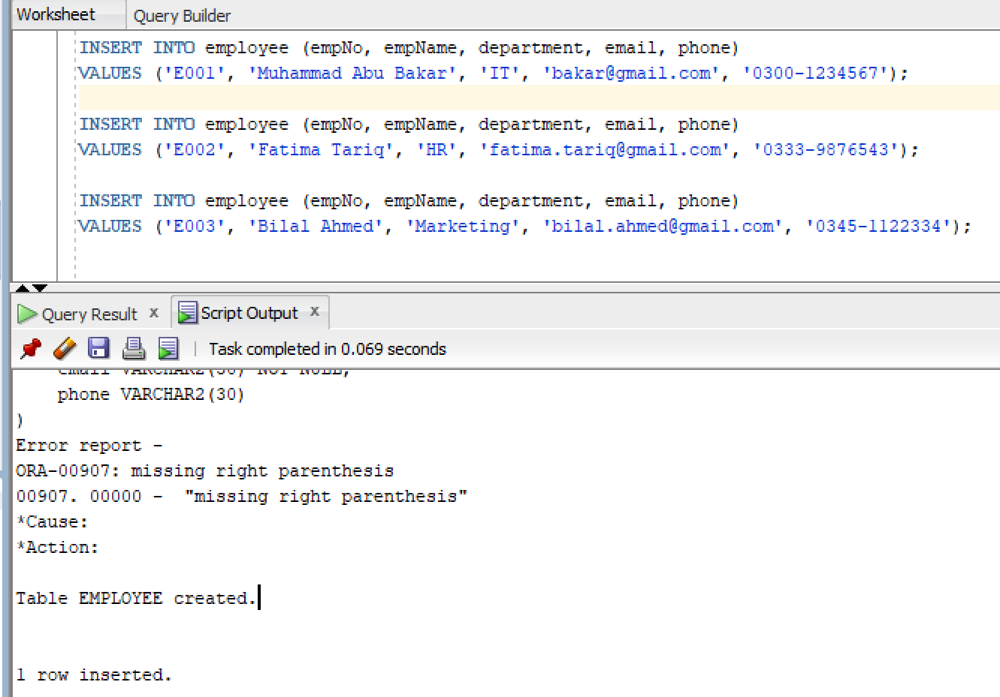 Worksheet Query Builder
INSERT INTO employee (empNo, empName, department, email, phone)
VALUES ('E001', 'Muhammad Abu Bakar', 'IT', 'bakar@gmail.com', '0300-1234567');
INSERT INTO employee (empNo, empName, department, email, phone)
VALUES ('E002', 'Fatima Tariq', 'HR', 'fatima.tariq@gmail.com', '0333-9876543');
INSERT INTO employee (empNo, empName, department, email, phone)
VALUES ('E003', 'Bilal Ahmed', 'Marketing', 'bilal.ahmed@gmail.com', '0345-1122334');
Query Result x Script Output x
Task completed in 0.069 seconds
email VARCHAR2(50) NOT NULL,
phone VARCHAR2(30)
)
Error report -
ORA-00907: missing right parenthesis
00907. 00000 -  "missing right parenthesis"
*Cause:
*Action:
Table EMPLOYEE created.
1 row inserted.